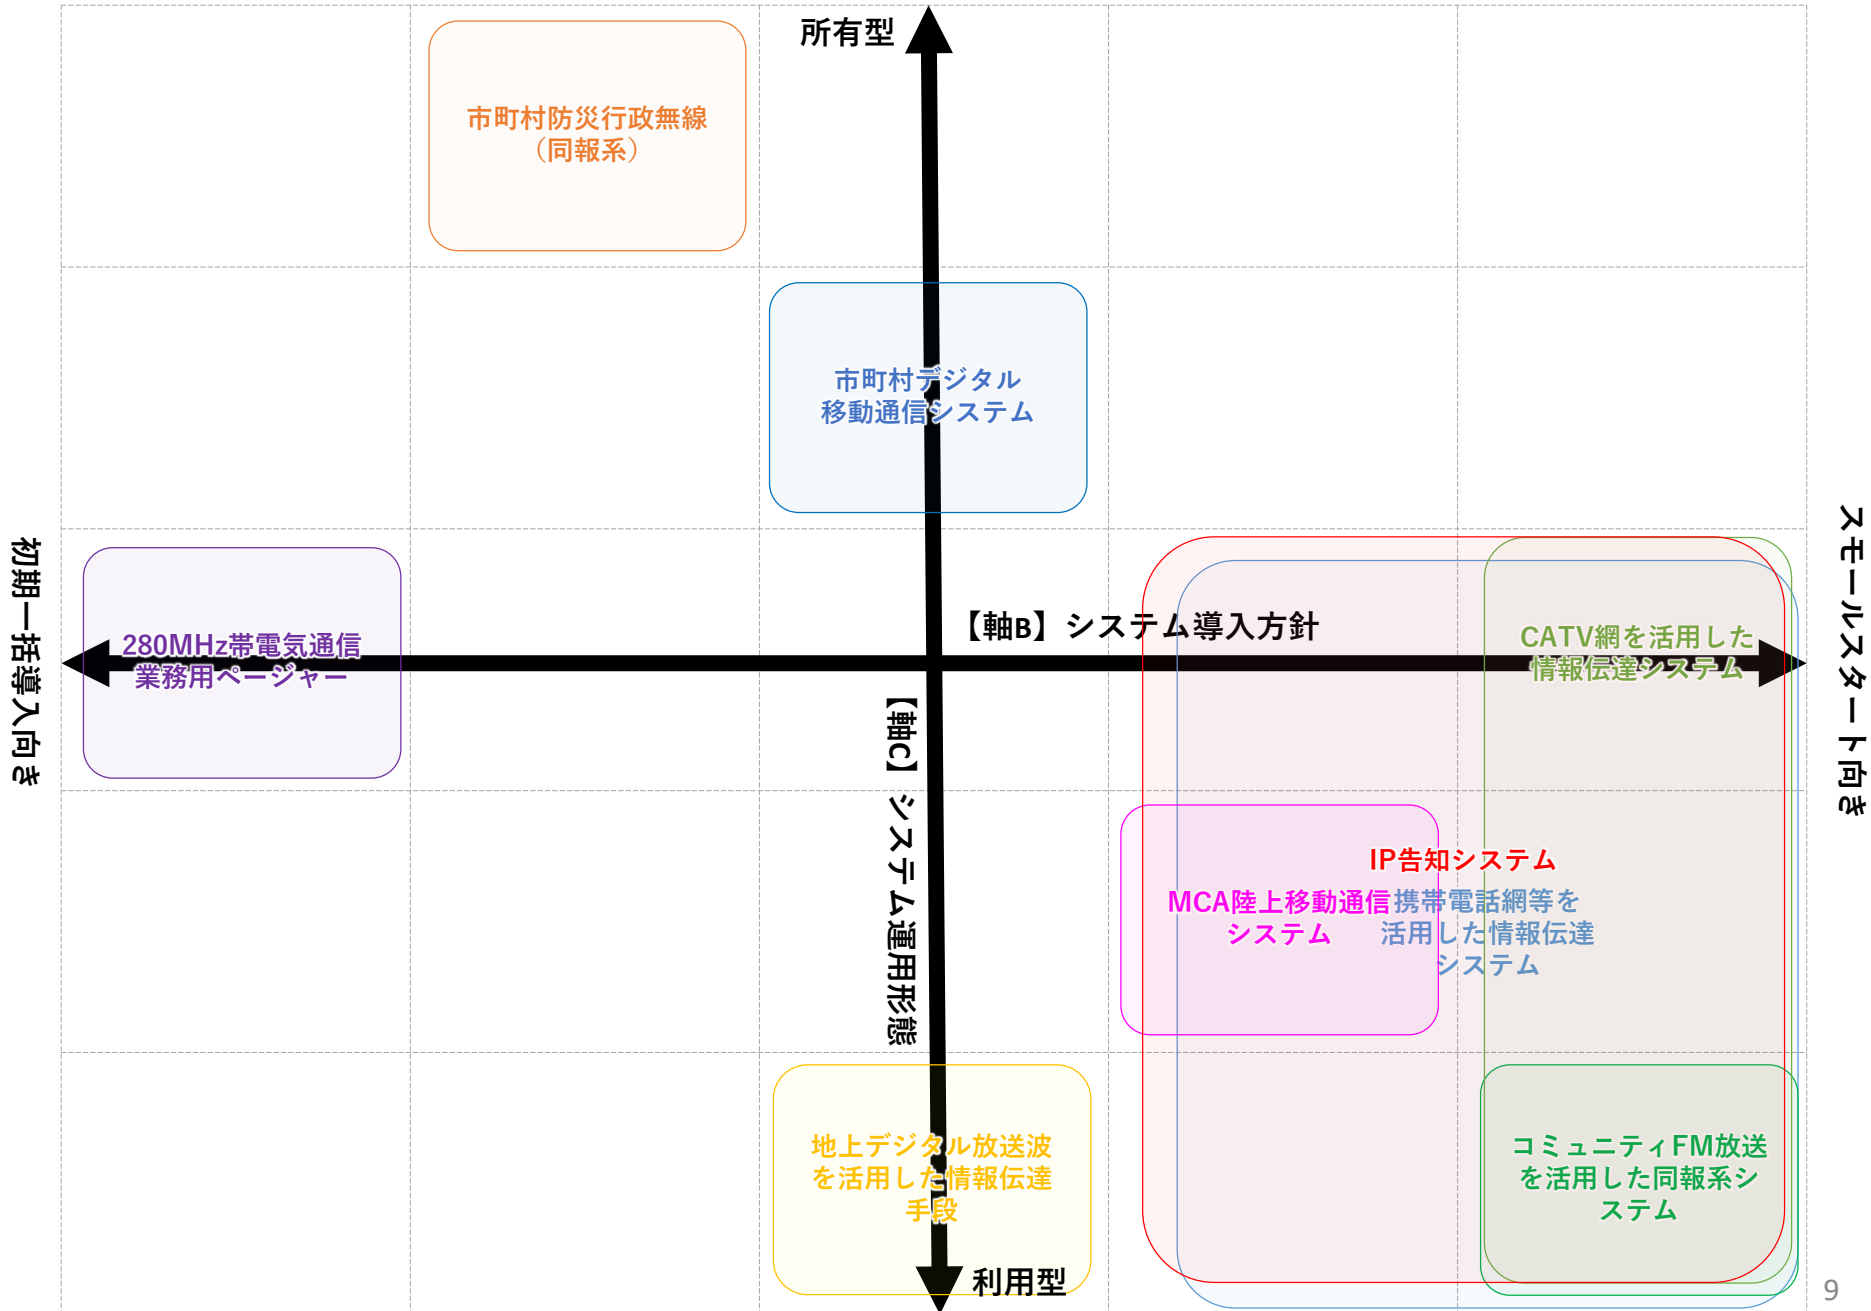 所有型
市町村防災行政無線
（同報系）
市町村デジタル
移動通信システム
初期一括導入向き
スモールスタート向き
280MHz帯電気通信
業務用ページャー
【軸B】システム導入方針
CATV網を活用した
情報伝達システム
【軸C】システム運用形態
IP告知システム
MCA陸上移動通信
システム
携帯電話網等を
活用した情報伝達
システム
地上デジタル放送波
を活用した情報伝達
手段
コミュニティFM放送
を活用した同報系シ
ステム
利用型
9